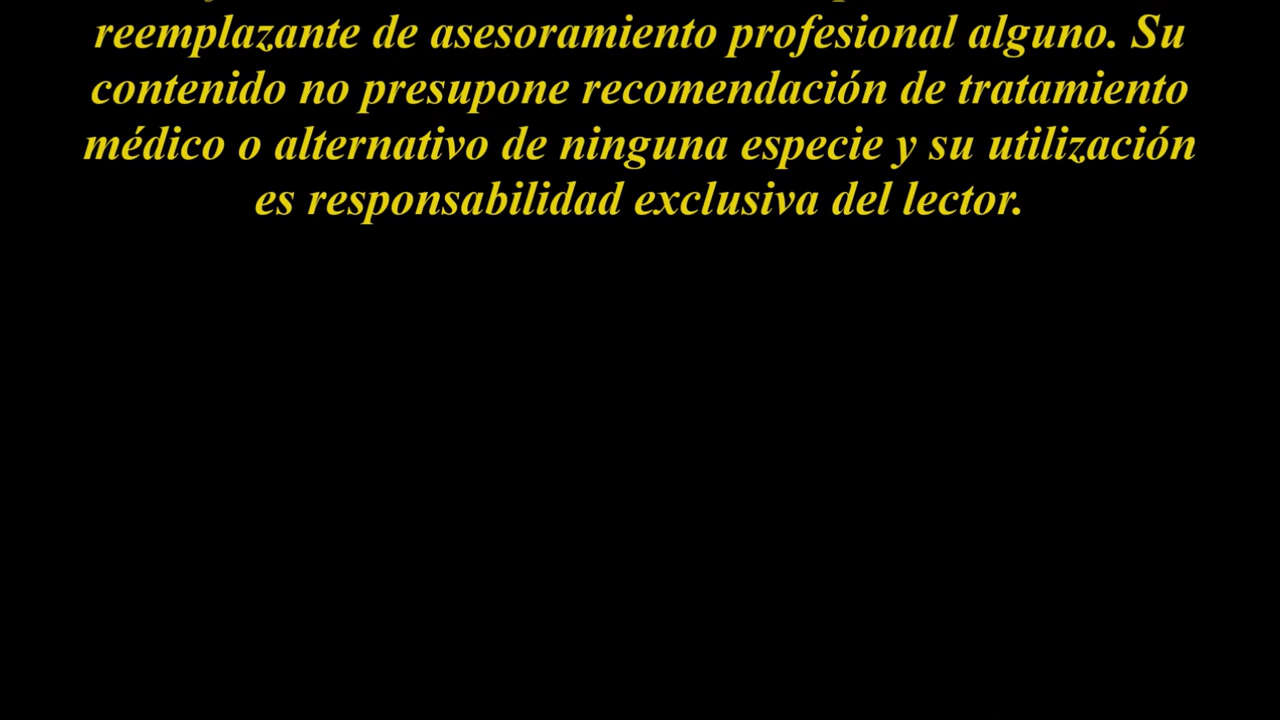 reemplazante de asesoramiento profesional alguno. Su
contenido no presupone recomendación de tratamiento
médico o alternativo de ninguna especie y su utilización
es responsabilidad exclusiva del lector.